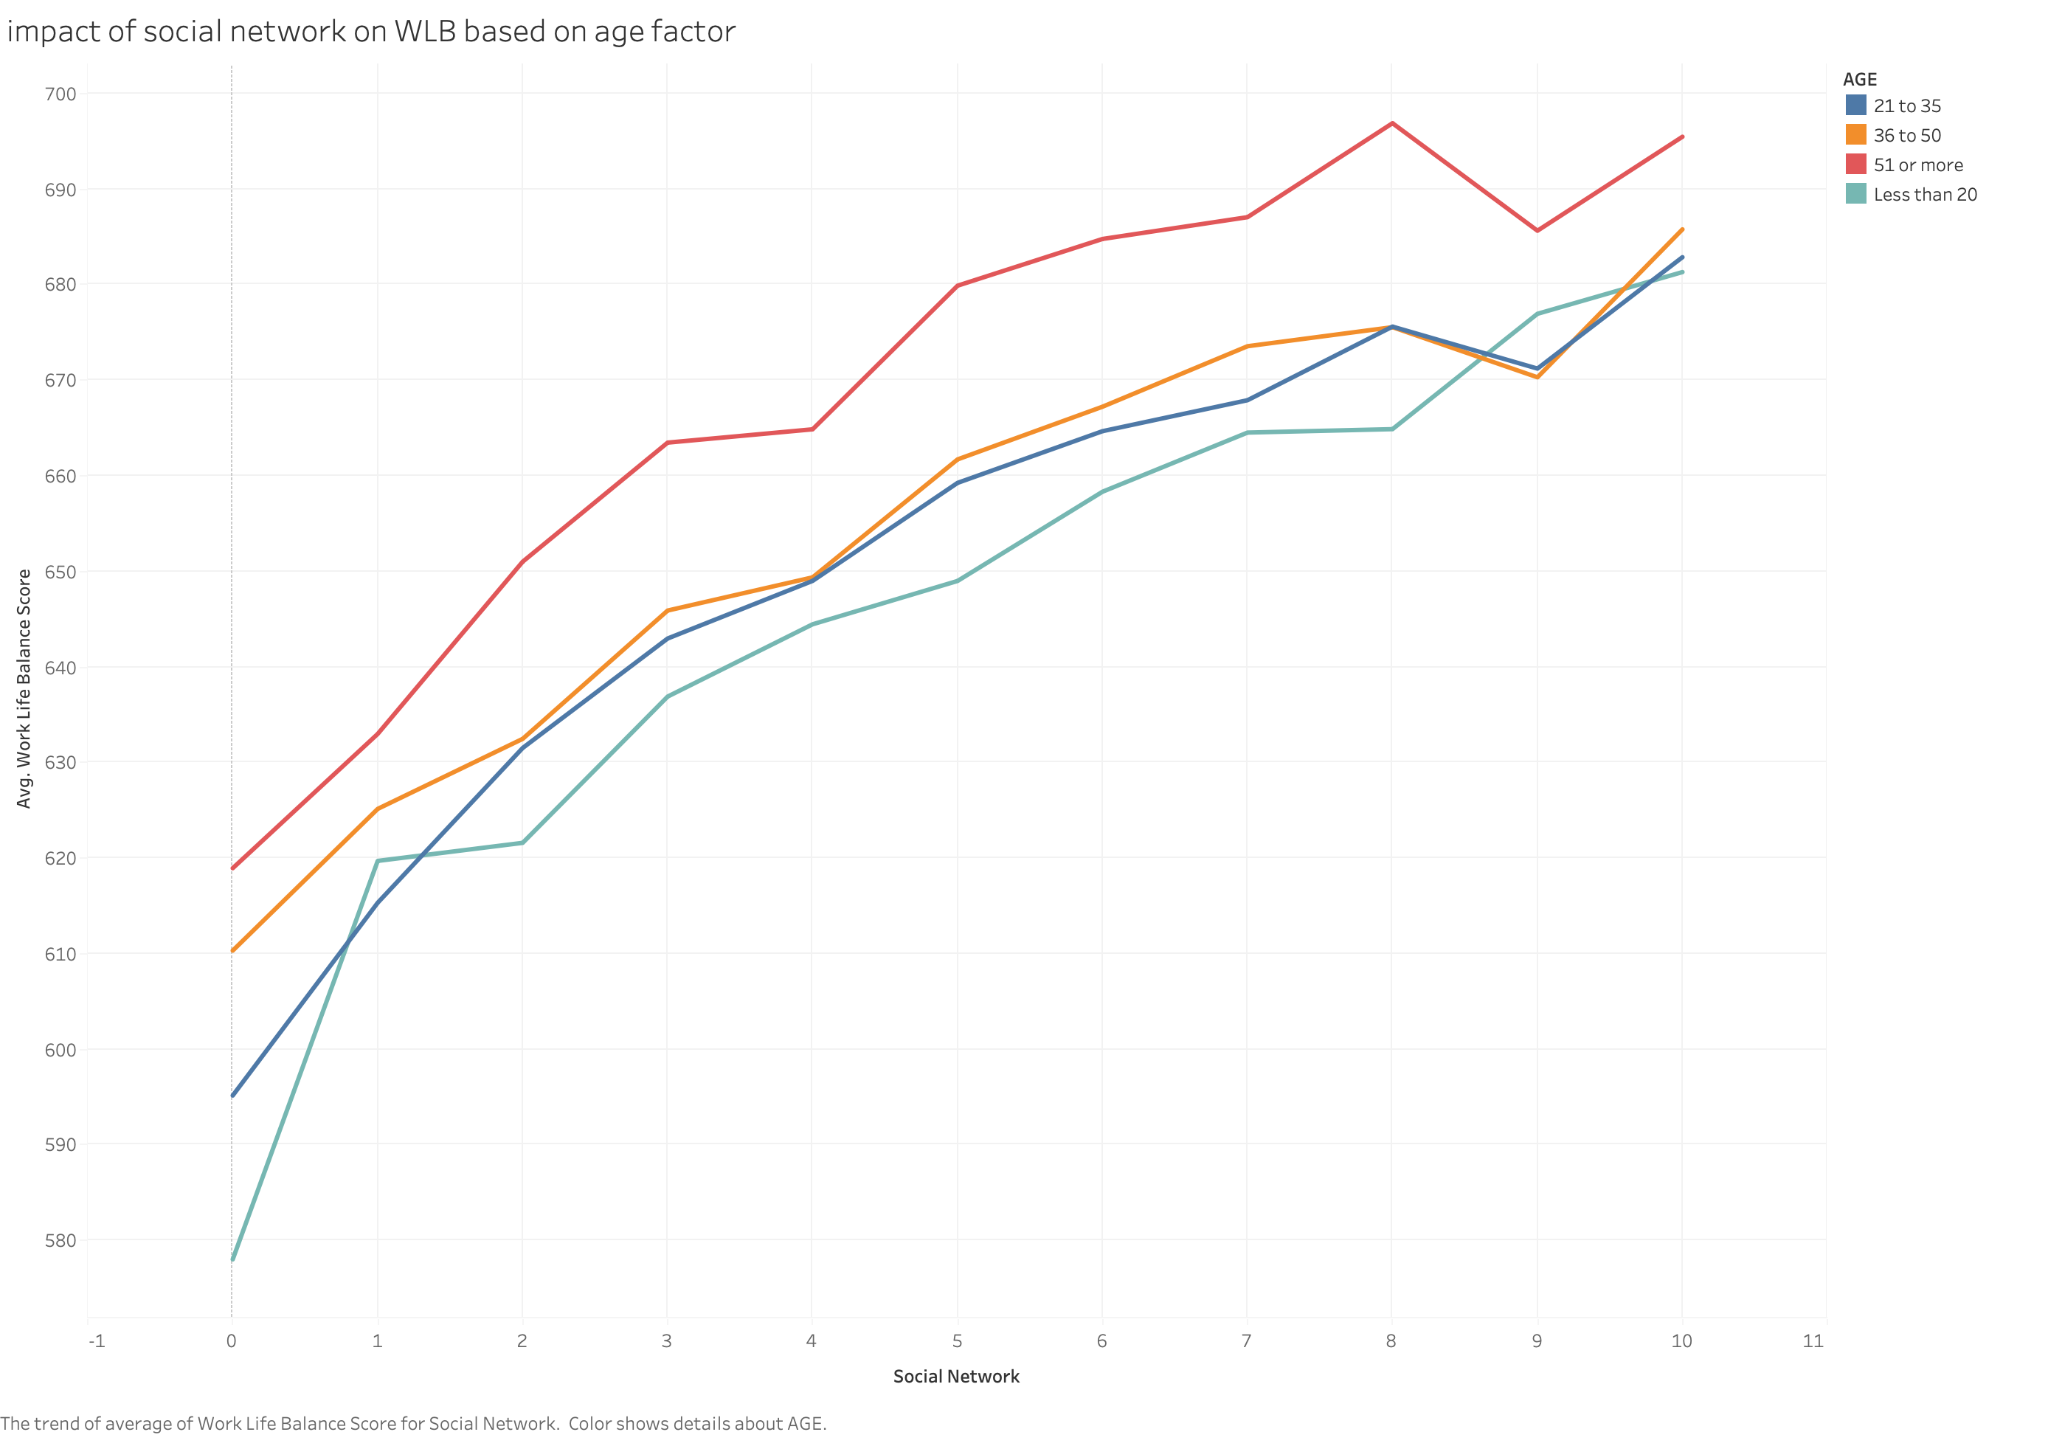 impact of social network on WLB based on age factor
AGE
21 to 35
36 to 50
51 or more
Less than 20
700
690
680
670
660
650
640
630
620
610
600
590
580
Avg. Work Life Balance Score
-1 0 1 2 3 4 5 6 7 8 9 10 11
Social Network
The trend of average of Work Life Balance Score for Social Network.  Color shows details about AGE.